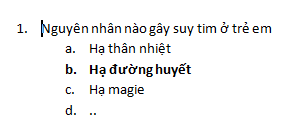 1. Nguyên nhân nào gây suy tim ở trẻ em
a. Hạ thân nhiệt
b. Hạ đường huyết
c. Hạ magie
d. ..